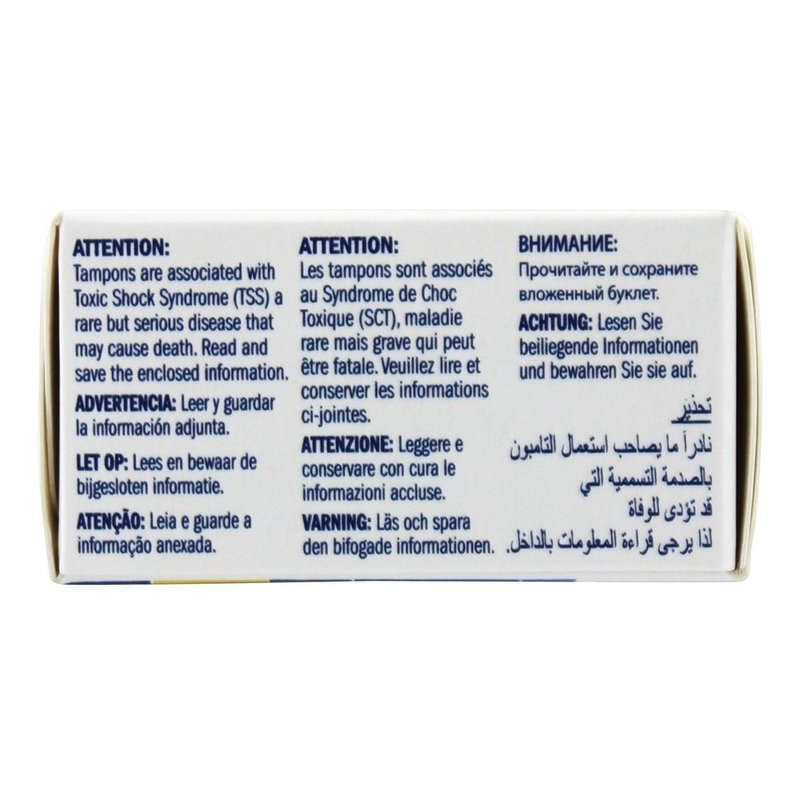 ATTENTION:
Tampons are associated with
Toxic Shock Syndrome (TSS) a
rare but serious disease that
may cause death. Read and
save the enclosed information.
ADVERTENCIA: Leer y guardar
la información adjunta.
LET OP: Lees en bewaar de
bijgesloten informatie.
ATENÇÃO: Leia e guarde a
informação anexada.
ATTENTION:
Les tampons sont associés
au Syndrome de Choc
Toxique (SCT), maladie
rare mais grave qui peut
être fatale. Veuillez lire et
conserver les informations
ci-jointes.
ATTENZIONE: Leggere e
conservare con cura le
informazioni accluse.
VARNING: Läs och spara
den bifogade informationen.
ВНИМАНИЕ:
Прочитайте и сохраните
вложенный буклет.
ACHTUNG: Lesen Sie
beiliegende Informationen
und bewahren Sie sie auf.
تحذير
نادراً ما يصاحب استعمال التامبون
بالصدمة التسممية التي
قد تؤدى للوفاة
لذا يرجى قراءة المعلومات بالداخل.